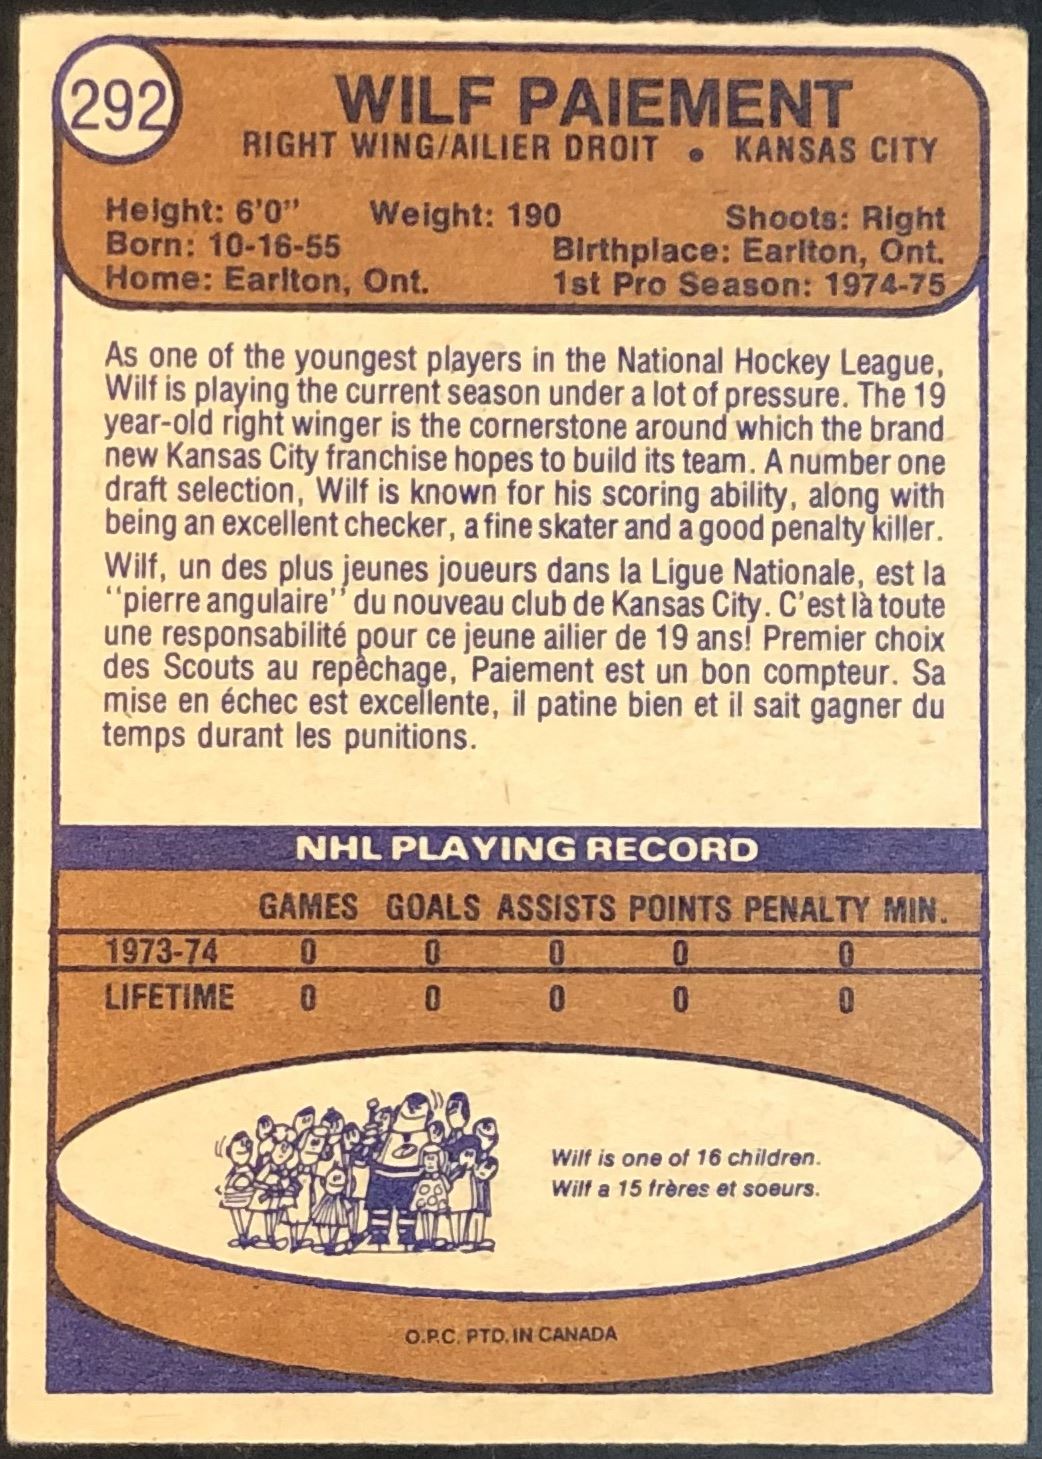 292
WILF PAIEMENT
RIGHT WING/AILIER DROIT • KANSAS CITY
Height: 6'0" Weight: 190 Shoots: Right
Born: 10-16-55 Birthplace: Earlton, Ont.
Home: Earlton, Ont. 1st Pro Season: 1974-75
As one of the youngest players in the National Hockey League,
Wilf is playing the current season under a lot of pressure. The 19
year-old right winger is the cornerstone around which the brand
new Kansas City franchise hopes to build its team. A number one
draft selection, Wilf is known for his scoring ability, along with
being an excellent checker, a fine skater and a good penalty killer.
Wilf, un des plus jeunes joueurs dans la Ligue Nationale, est la
"pierre angulaire" du nouveau club de Kansas City. C'est là toute
une responsabilité pour ce jeune ailier de 19 ans! Premier choix
des Scouts au repêchage, Paiement est un bon compteur. Sa
mise en échec est excellente, il patine bien et il sait gagner du
temps durant les punitions.
NHL PLAYING RECORD
GAMES GOALS ASSISTS POINTS PENALTY MIN.
1973-74 0 0 0 0 0
LIFETIME 0 0 0 0 0
Wilf is one of 16 children.
Wilf a 15 frères et soeurs.
O.P.C. PTD. IN CANADA